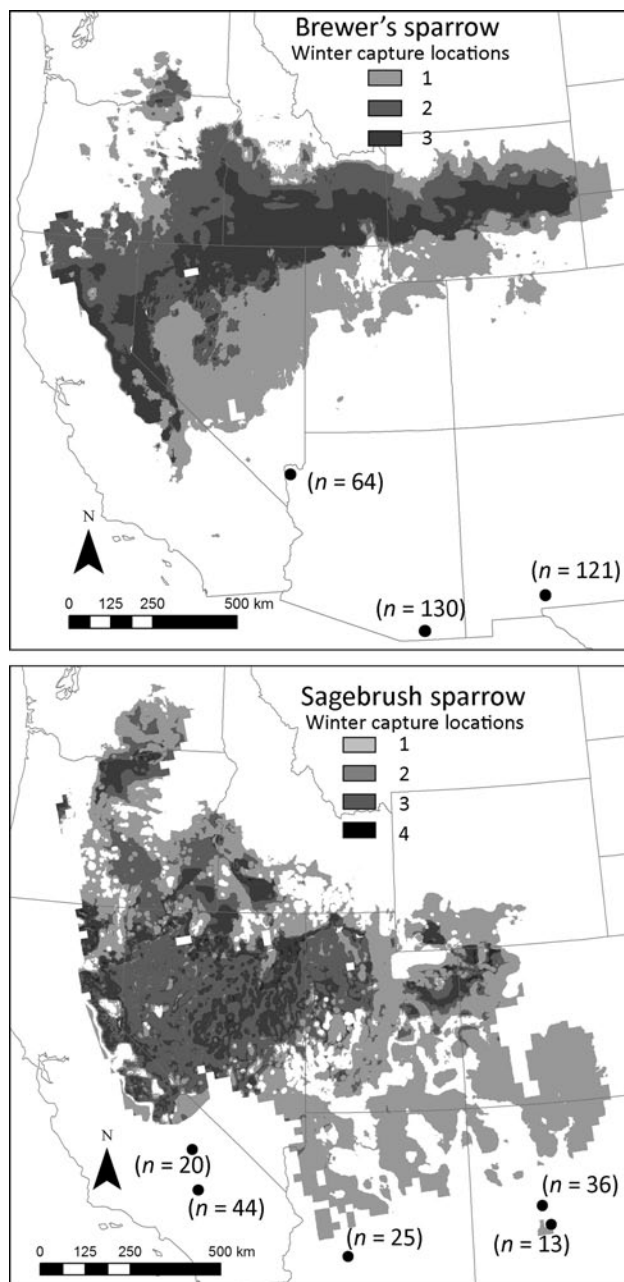 Brewer's sparrow
Winter capture locations
1
2
3
(n = 64)
N
(n = 121)
(n = 130)
0 125 250 500 km
Sagebrush sparrow
Winter capture locations
1
2
3
4
N
(n = 20)
(n = 44)
(n = 36)
(n = 25)
(n = 13)
0 125 250 500 km